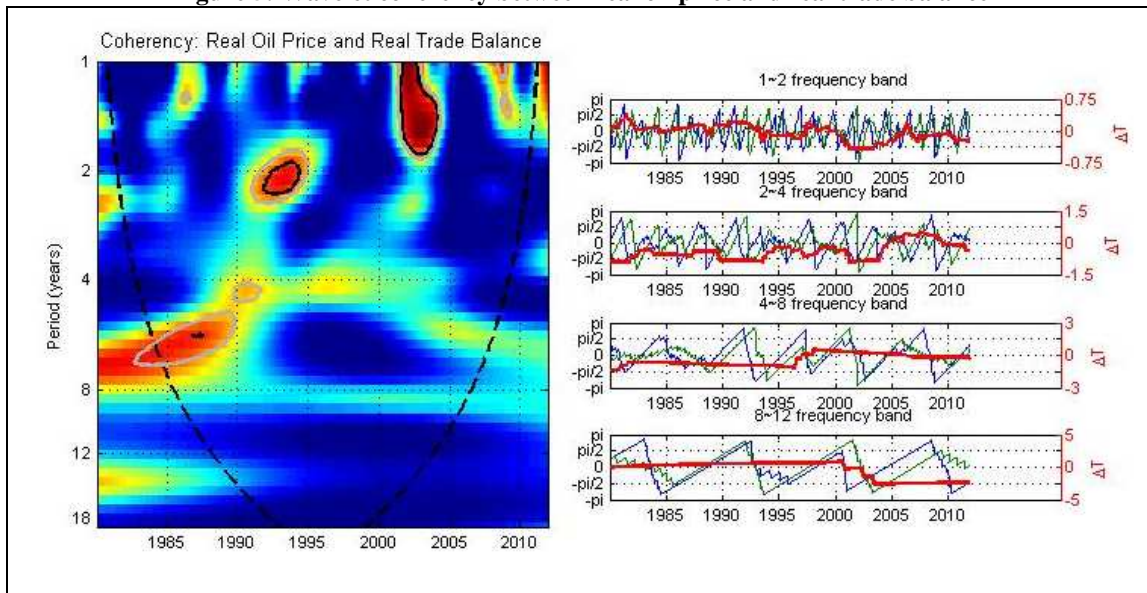 Coherency: Real Oil Price and Real Trade Balance
Period (years)
1
2
4
8
12
18
1985 1990 1995 2000 2005 2010
1~2 frequency band
pi
pi/2
0
-pi/2
-pi
0.75
0
-0.75
ΔT
1985 1990 1995 2000 2005 2010
2~4 frequency band
pi
pi/2
0
-pi/2
-pi
1.5
0
-1.5
ΔT
1985 1990 1995 2000 2005 2010
4~8 frequency band
pi
pi/2
0
-pi/2
-pi
3
0
-3
ΔT
1985 1990 1995 2000 2005 2010
8~12 frequency band
pi
pi/2
0
-pi/2
-pi
5
0
-5
ΔT
1985 1990 1995 2000 2005 2010